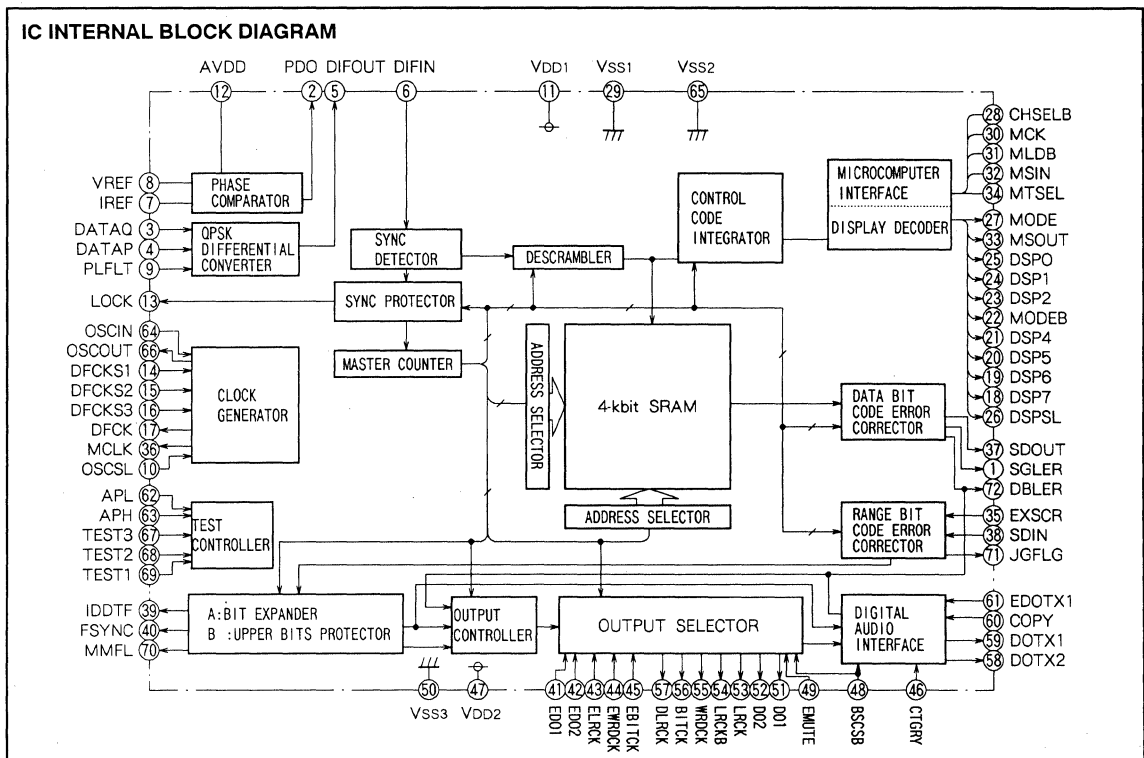 IC INTERNAL BLOCK DIAGRAM
AVDD PDO DIFOUT DIFIN VDD1 VSS1 VSS2
12 2 5 6 11 29 65
VREF 8
IREF 7
DATAQ 3
DATAP 4
PLFLT 9
LOCK 13
OSCIN 64
OSCOUT 66
DFCKS1 14
DFCKS2 15
DFCKS3 16
DFCK 17
MCLK 36
OSCSL 10
APL 62
APH 63
TEST3 67
TEST2 68
TEST1 69
IDDTF 39
FSYNC 40
MMFL 70
PHASE
COMPARATOR
QPSK
DIFFERENTIAL
CONVERTER
SYNC
DETECTOR
SYNC PROTECTOR
MASTER COUNTER
CLOCK
GENERATOR
TEST
CONTROLLER
DESCRAMBLER
CONTROL
CODE
INTEGRATOR
MICROCOMPUTER
INTERFACE
DISPLAY DECODER
ADDRESS SELECTOR
4-kbit SRAM
ADDRESS SELECTOR
DATA BIT
CODE ERROR
CORRECTOR
RANGE BIT
CODE ERROR
CORRECTOR
A:BIT EXPANDER
B :UPPER BITS PROTECTOR
OUTPUT
CONTROLLER
OUTPUT SELECTOR
DIGITAL
AUDIO
INTERFACE
28 CHSELB
30 MCK
31 MLDB
32 MSIN
34 MTSEL
27 MODE
33 MSOUT
25 DSPO
24 DSP1
23 DSP2
22 MODEB
21 DSP4
20 DSP5
19 DSP6
18 DSP7
26 DSPSL
37 SDOUT
1 SGLER
72 DBLER
35 EXSCR
38 SDIN
71 JGFLG
61 EDOTX1
60 COPY
59 DOTX1
58 DOTX2
50 47 41 42 43 44 45 57 56 55 54 53 52 51 49 48 46
VSS3 VDD2 EDO1 EDO2 ELRCK EWRDCK EBITCK DLRCK BITCK WRDCK LRCKB LRCK DO2 DO1 EMUTE BSCSB CTGRY